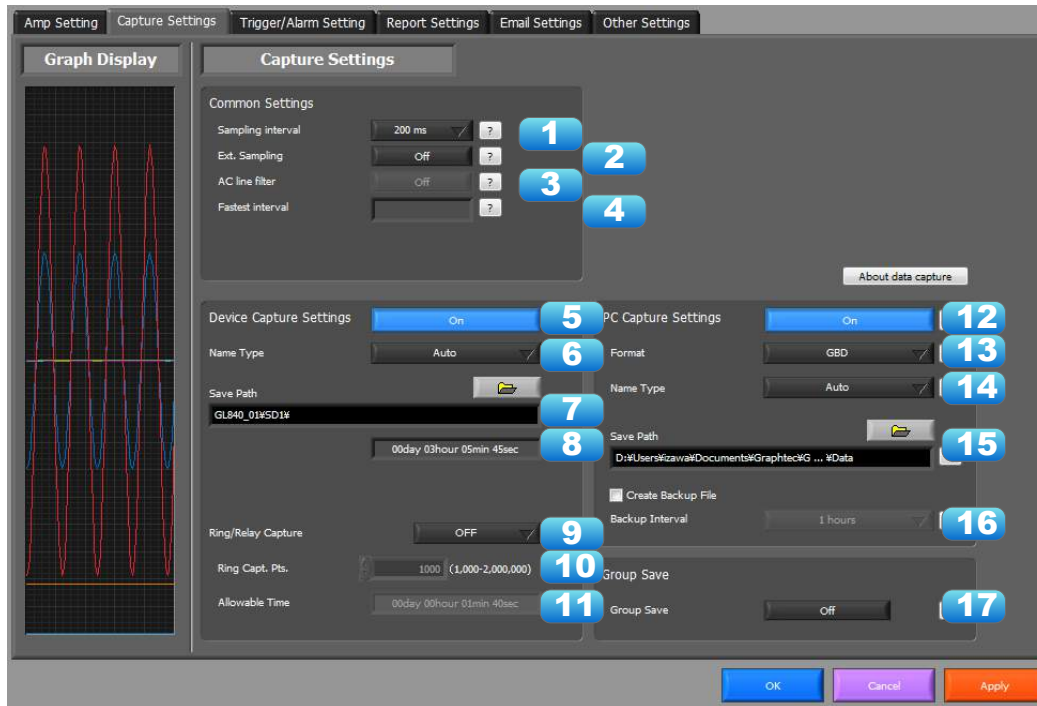 Amp Setting Capture Settings Trigger/Alarm Setting Report Settings Email Settings Other Settings
Graph Display
Capture Settings
Common Settings
Sampling interval 200 ms ? 1
Ext. Sampling Off ? 2
AC line filter Off ? 3
Fastest interval ? 4
About data capture
Device Capture Settings On 5
Name Type Auto 6
Save Path
GL840_01¥SD1¥ 7
00day 03hour 05min 45sec 8
Ring/Relay Capture OFF 9
Ring Capt. Pts. 1000 (1,000-2,000,000) 10
Allowable Time 00day 00hour 01min 40sec 11
PC Capture Settings On 12
Format GBD 13
Name Type Auto 14
Save Path
D:¥Users¥izawa¥Documents¥Graphtec¥G ... ¥Data 15
Create Backup File
Backup Interval 1 hours 16
Group Save
Group Save Off 17
OK Cancel Apply